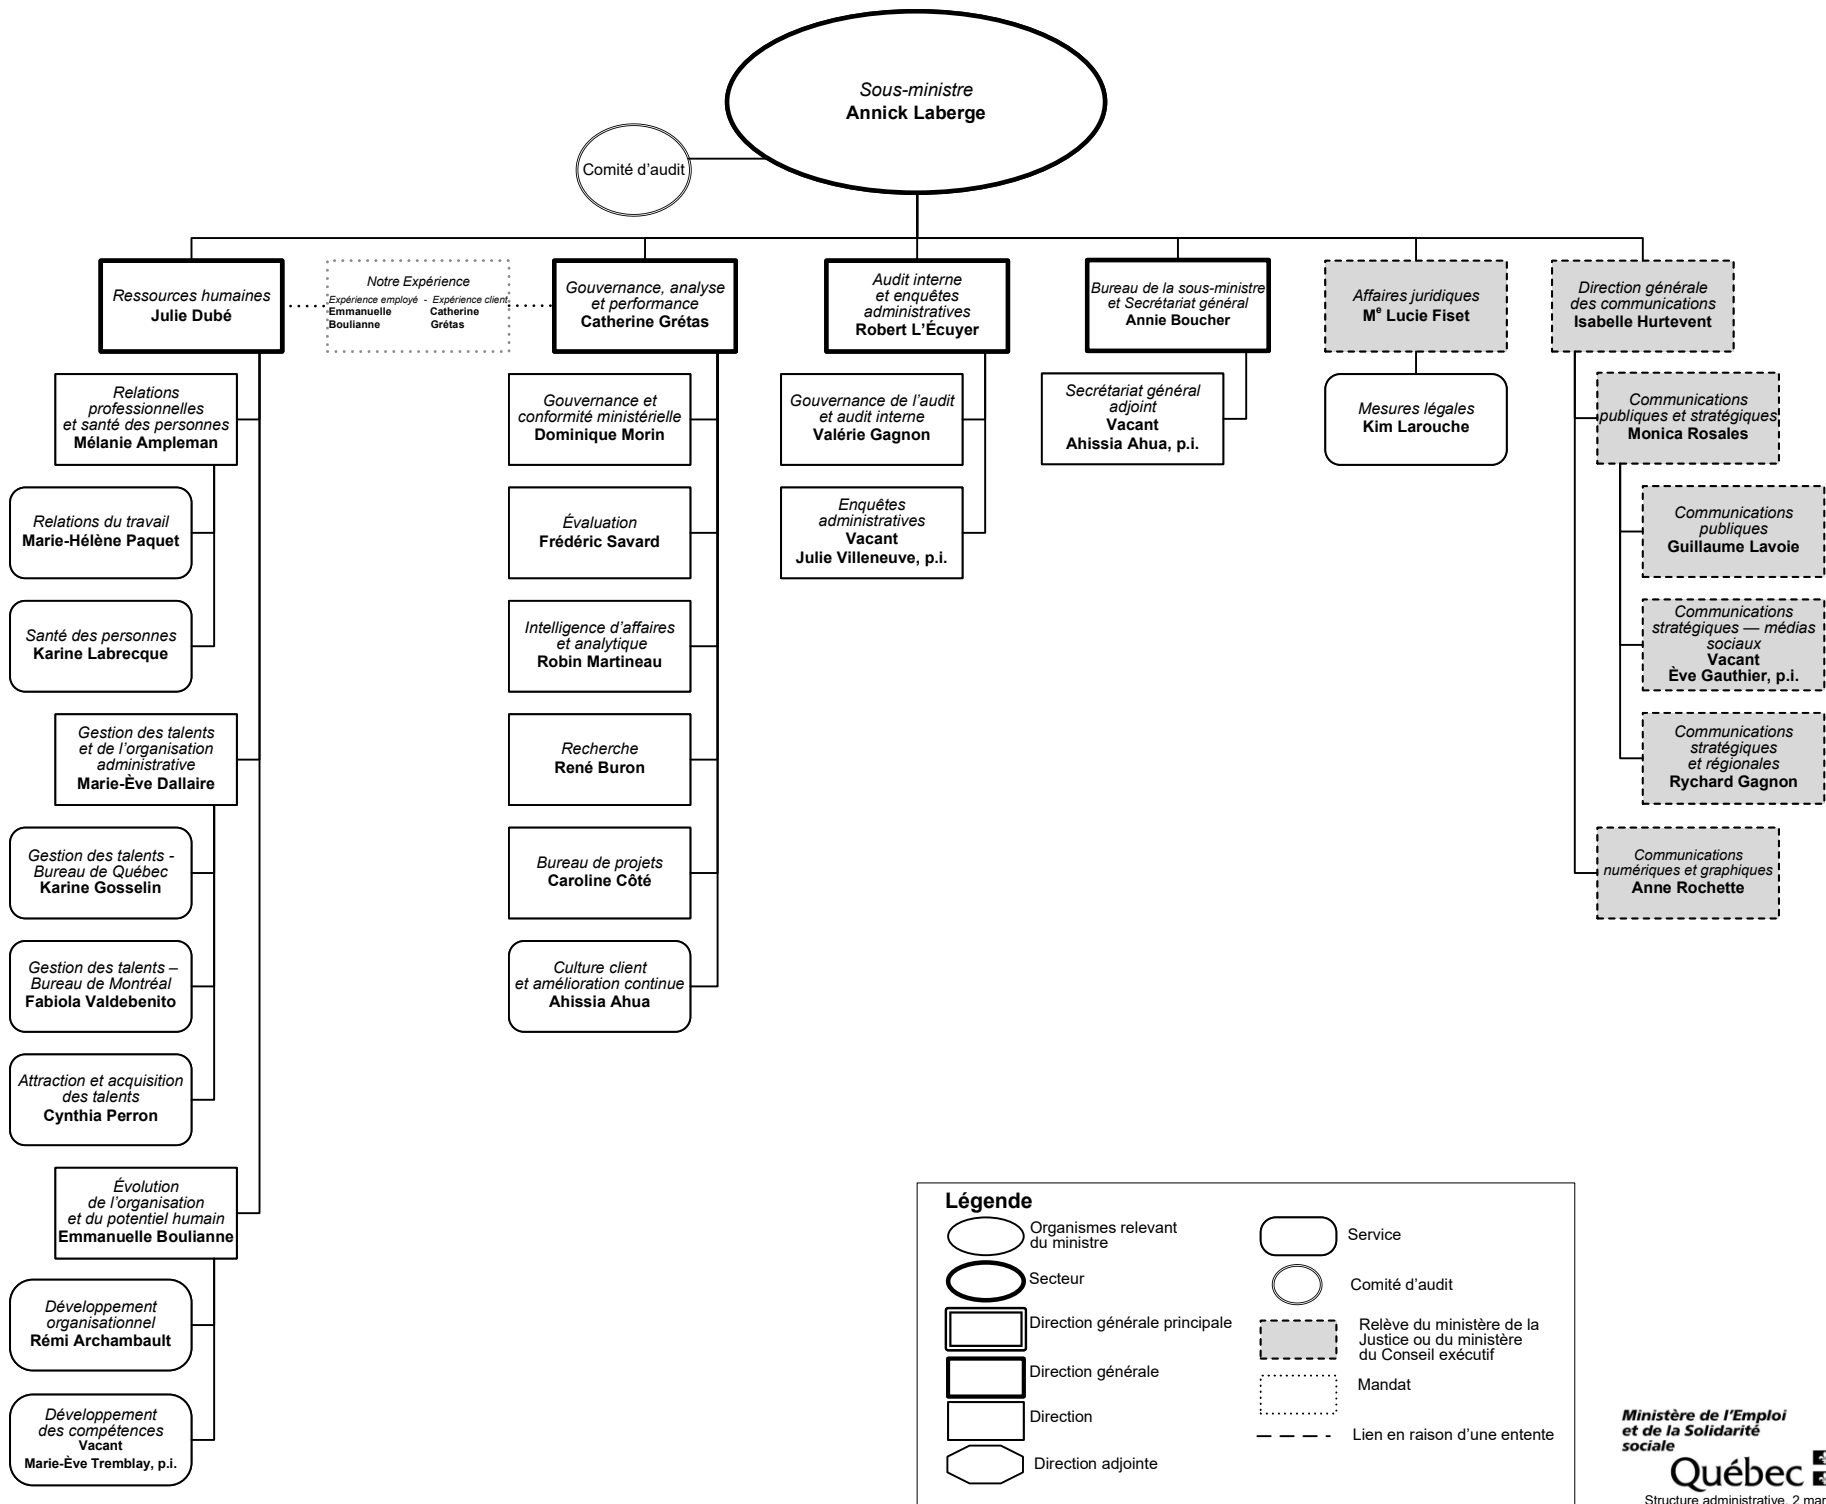 Sous-ministre
Annick Laberge
Comité d'audit
Ressources humaines
Julie Dubé
Notre Expérience
Expérience employé - Expérience client
Emmanuelle Catherine
Boulianne Grétas
Gouvernance, analyse
et performance
Catherine Grétas
Audit interne
et enquêtes
administratives
Robert L'Écuyer
Bureau de la sous-ministre
et Secrétariat général
Annie Boucher
Affaires juridiques
Me Lucie Fiset
Direction générale
des communications
Isabelle Hurtevent
Relations
professionnelles
et santé des personnes
Mélanie Ampleman
Relations du travail
Marie-Hélène Paquet
Santé des personnes
Karine Labrecque
Gestion des talents
et de l'organisation
administrative
Marie-Ève Dallaire
Gestion des talents -
Bureau de Québec
Karine Gosselin
Gestion des talents –
Bureau de Montréal
Fabiola Valdebenito
Attraction et acquisition
des talents
Cynthia Perron
Évolution
de l'organisation
et du potentiel humain
Emmanuelle Boulianne
Développement
organisationnel
Rémi Archambault
Développement
des compétences
Vacant
Marie-Ève Tremblay, p.i.
Gouvernance et
conformité ministérielle
Dominique Morin
Évaluation
Frédéric Savard
Intelligence d'affaires
et analytique
Robin Martineau
Recherche
René Buron
Bureau de projets
Caroline Côté
Culture client
et amélioration continue
Ahissia Ahua
Gouvernance de l'audit
et audit interne
Valérie Gagnon
Enquêtes
administratives
Vacant
Julie Villeneuve, p.i.
Secrétariat général
adjoint
Vacant
Ahissia Ahua, p.i.
Mesures légales
Kim Larouche
Communications
publiques et stratégiques
Monica Rosales
Communications
publiques
Guillaume Lavoie
Communications
stratégiques — médias
sociaux
Vacant
Ève Gauthier, p.i.
Communications
stratégiques
et régionales
Rychard Gagnon
Communications
numériques et graphiques
Anne Rochette
Légende
Organismes relevant
du ministre
Secteur
Direction générale principale
Direction générale
Direction
Direction adjointe
Service
Comité d'audit
Relève du ministère de la
Justice ou du ministère
du Conseil exécutif
Mandat
Lien en raison d'une entente
Ministère de l'Emploi
et de la Solidarité
sociale
Québec
Structure administrative, 2